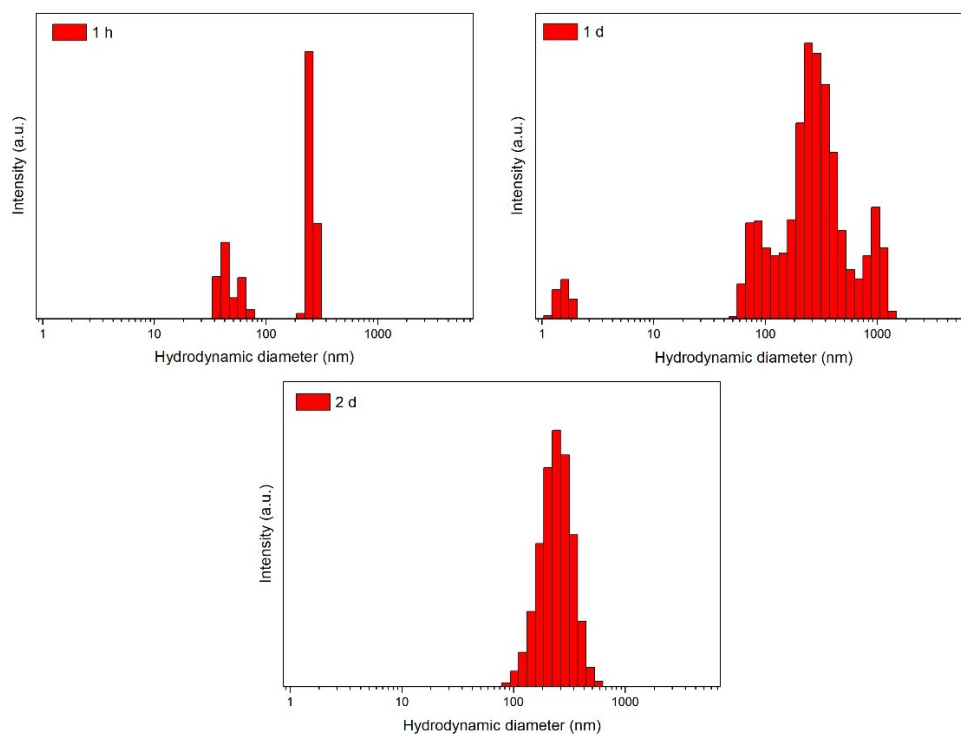 1 h
Intensity (a.u.)
1 10 100 1000
Hydrodynamic diameter (nm)
1 d
Intensity (a.u.)
1 10 100 1000
Hydrodynamic diameter (nm)
2 d
Intensity (a.u.)
1 10 100 1000
Hydrodynamic diameter (nm)